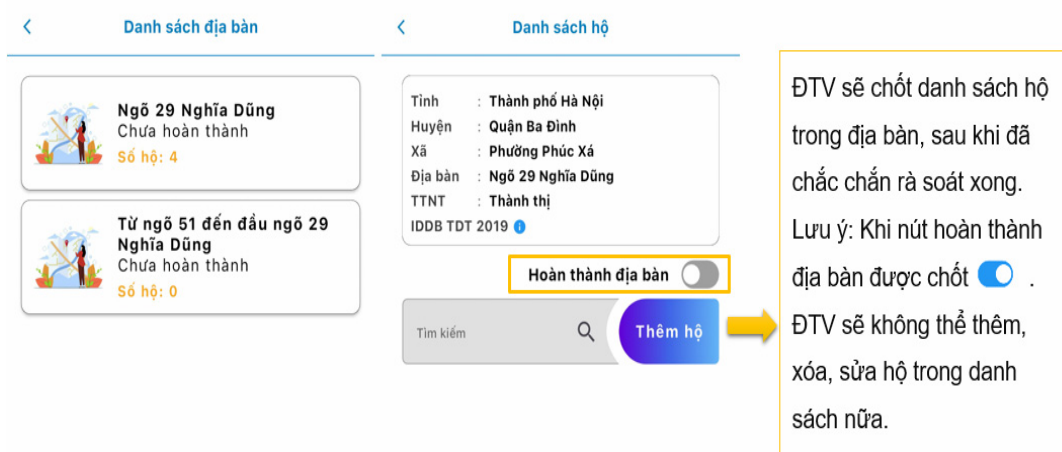 Danh sách địa bàn
Ngõ 29 Nghĩa Dũng
Chưa hoàn thành
Số hộ: 4
Từ ngõ 51 đến đầu ngõ 29
Nghĩa Dũng
Chưa hoàn thành
Số hộ: 0
Danh sách hộ
Tỉnh : Thành phố Hà Nội
Huyện : Quận Ba Đình
Xã : Phường Phúc Xá
Địa bàn : Ngõ 29 Nghĩa Dũng
TTNT : Thành thị
IDDB TDT 2019
Hoàn thành địa bàn
Tìm kiếm
Thêm hộ
ĐTV sẽ chốt danh sách hộ
trong địa bàn, sau khi đã
chắc chắn rà soát xong.
Lưu ý: Khi nút hoàn thành
địa bàn được chốt .
ĐTV sẽ không thể thêm,
xóa, sửa hộ trong danh
sách nữa.